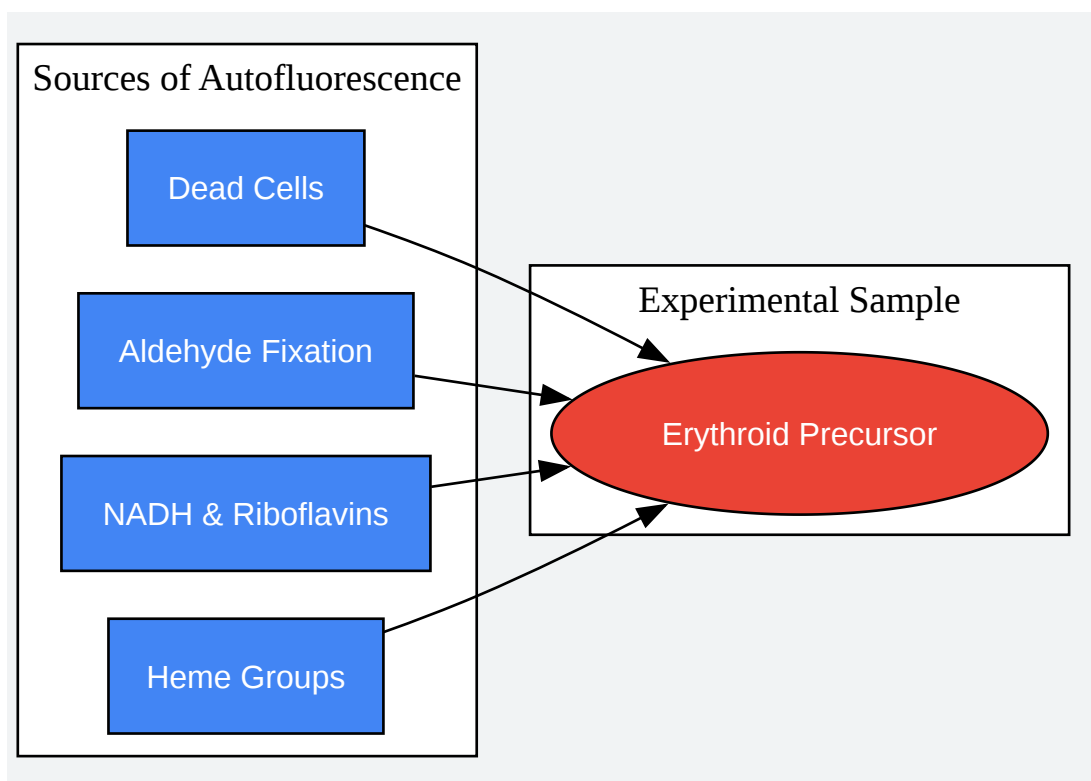 Sources of Autofluorescence
Dead Cells
Aldehyde Fixation
NADH & Riboflavins
Heme Groups
Experimental Sample
Erythroid Precursor